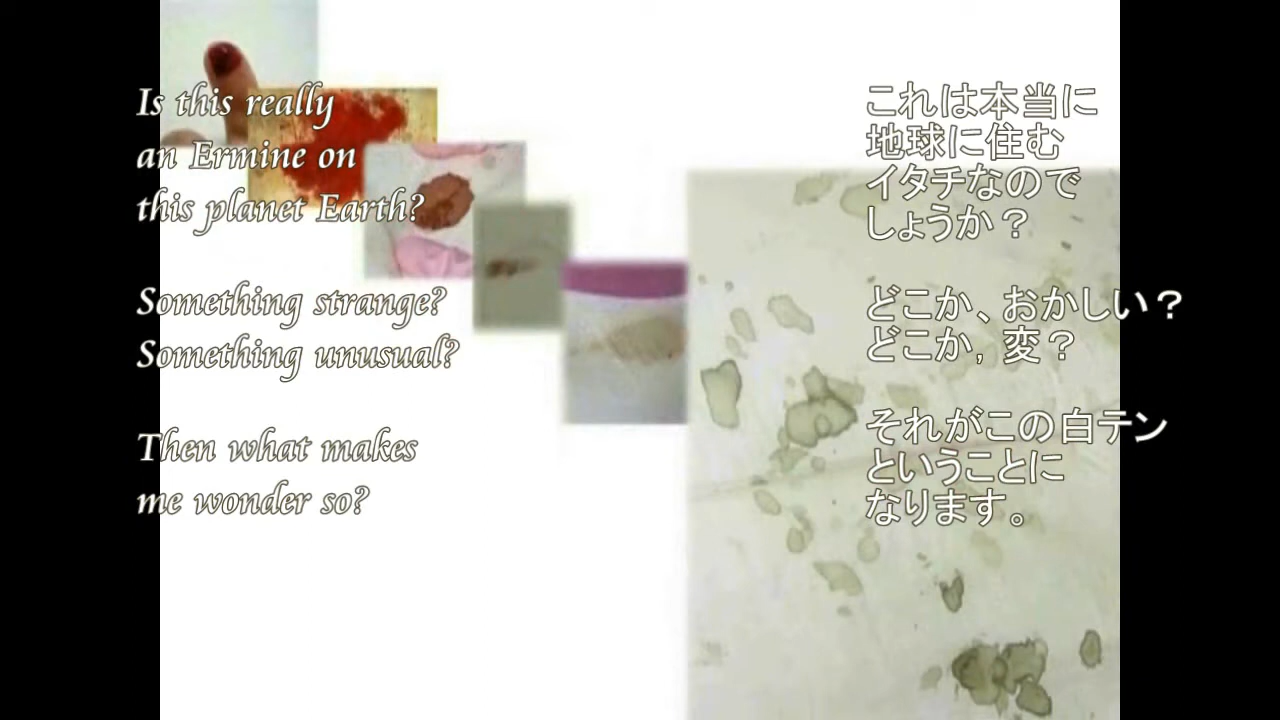 Is this really
an Ermine on
this planet Earth?
Something strange?
Something unusual?
Then what makes
me wonder so?
これは本当に
地球に住む
イタチなので
しょうか？
どこか、おかしい？
どこか，変？
それがこの白テン
ということに
なります。